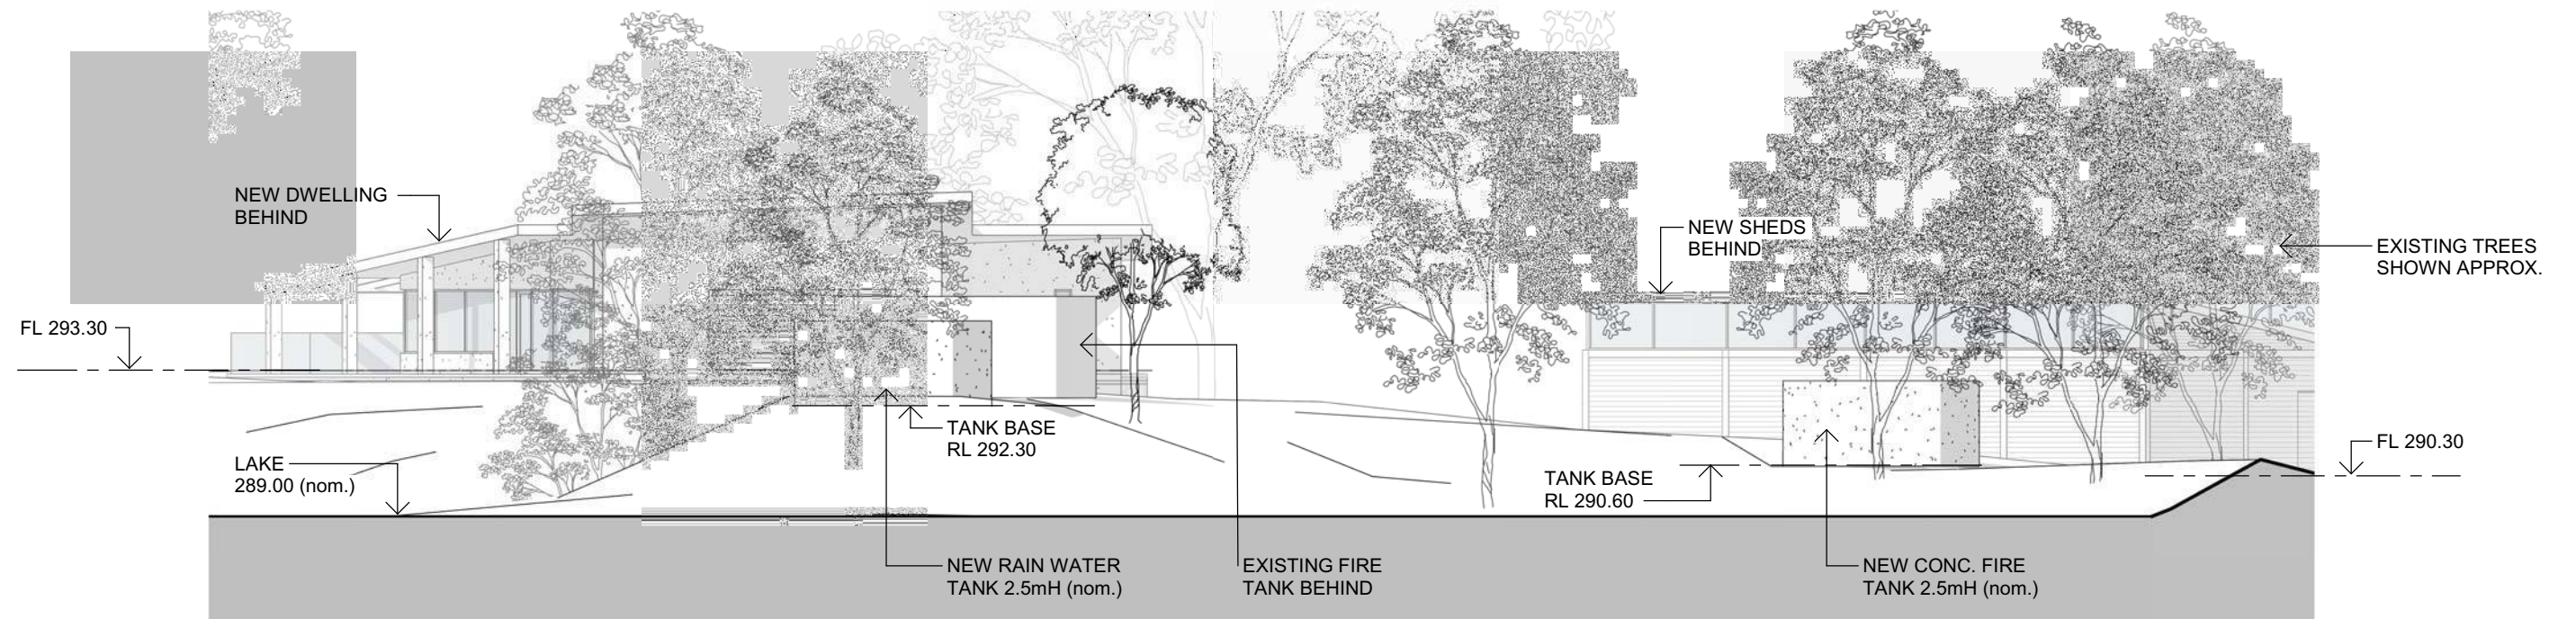 NEW DWELLING
BEHIND
FL 293.30
LAKE
289.00 (nom.)
TANK BASE
RL 292.30
NEW RAIN WATER
TANK 2.5mH (nom.)
EXISTING FIRE
TANK BEHIND
NEW SHEDS
BEHIND
TANK BASE
RL 290.60
NEW CONC. FIRE
TANK 2.5mH (nom.)
EXISTING TREES
SHOWN APPROX.
FL 290.30